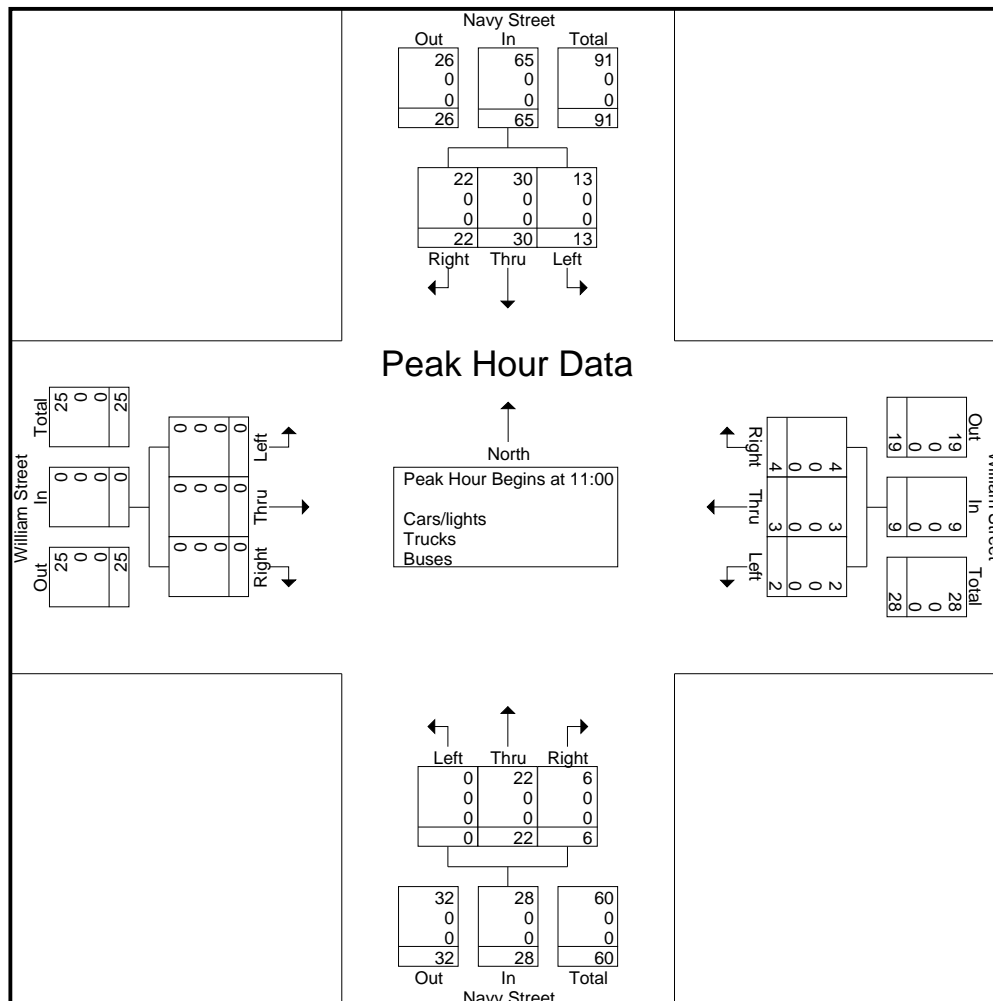 Navy Street
Out In Total
26 65 91
0 0 0
0 0 0
26 65 91
22 30 13
0 0 0
0 0 0
22 30 13
Right Thru Left
Peak Hour Data
North
Peak Hour Begins at 11:00
Cars/lights
Trucks
Buses
William Street
Out In Total
25 0 25
0 0 0
0 0 0
25 0 25
Left Thru Right
0 0 0
0 0 0
0 0 0
0 0 0
William Street
Out In Total
19 9 28
0 0 0
0 0 0
19 9 28
Right Thru Left
4 3 2
0 0 0
0 0 0
4 3 2
Left Thru Right
0 22 6
0 0 0
0 0 0
0 22 6
32 28 60
0 0 0
0 0 0
32 28 60
Out In Total
Navy Street